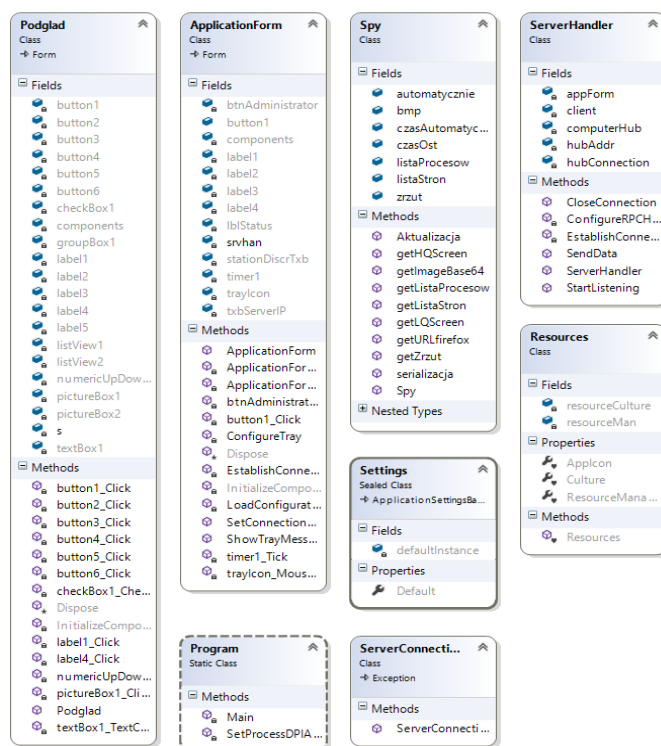 Podglad
Class
Form
Fields
button1
button2
button3
button4
button5
button6
checkBox1
components
groupBox1
label1
label2
label3
label4
label5
listView1
listView2
numericUpDow...
pictureBox1
pictureBox2
s
textBox1
Methods
button1_Click
button2_Click
button3_Click
button4_Click
button5_Click
button6_Click
checkBox1_Che...
Dispose
InitializeCompo...
label1_Click
label4_Click
numericUpDow...
pictureBox1_Cli...
Podglad
textBox1_TextC...
ApplicationForm
Class
Form
Fields
btnAdministrator
button1
components
label1
label2
label3
label4
lblStatus
srvhan
stationDiscrTxb
timer1
trayIcon
txbServerIP
Methods
ApplicationForm
ApplicationFor...
ApplicationFor...
btnAdministrat...
button1_Click
ConfigureTray
Dispose
EstablishConne...
InitializeCompo...
LoadConfigurat...
SetConnection...
ShowTrayMess...
timer1_Tick
trayIcon_Mous...
Spy
Class
Fields
automatycznie
bmp
czasAutomatyc...
czasOst
listaProcesow
listaStron
zrzut
Methods
Aktualizacja
getHQScreen
getImageBase64
getListaProcesow
getListaStron
getLQScreen
getURLfirefox
getZrzut
serializacja
Spy
Nested Types
ServerHandler
Class
Fields
appForm
client
computerHub
hubAddr
hubConnection
Methods
CloseConnection
ConfigureRPCH...
EstablishConne...
SendData
ServerHandler
StartListening
Resources
Class
Fields
resourceCulture
resourceMan
Properties
AppIcon
Culture
ResourceMana...
Methods
Resources
Settings
Sealed Class
ApplicationSettingsBa...
Fields
defaultInstance
Properties
Default
Program
Static Class
Methods
Main
SetProcessDPIA...
ServerConnecti...
Class
Exception
Methods
ServerConnecti...